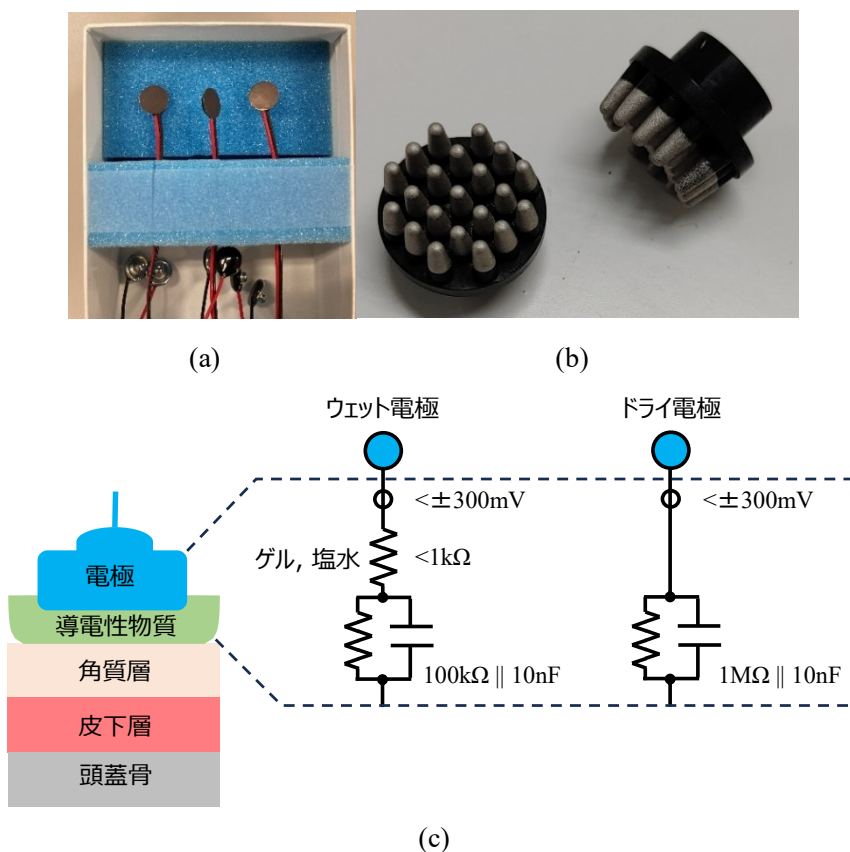 (a)
(b)
ウェット電極
ドライ電極
<±300mV
<±300mV
ゲル, 塩水
<1kΩ
電極
導電性物質
角質層
100kΩ || 10nF
1MΩ || 10nF
皮下層
頭蓋骨
(c)